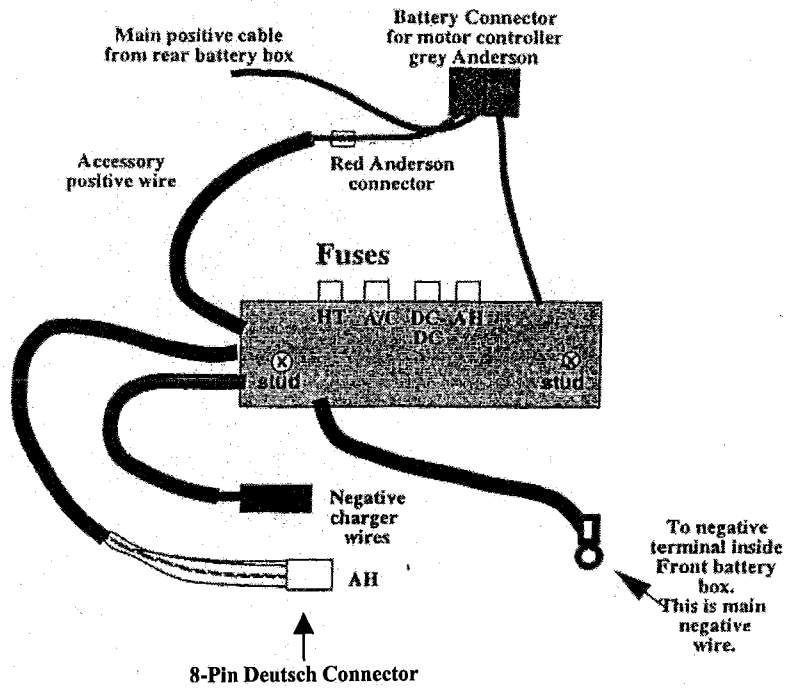 Battery Connector
for motor controller
grey Anderson
Main positive cable
from rear battery box
Accessory
positive wire
Red Anderson
connector
Fuses
HT A/C DC AH
DC
stud
stud
Negative
charger
wires
AH
To negative
terminal inside
Front battery
box.
This is main
negative
wire.
8-Pin Deutsch Connector